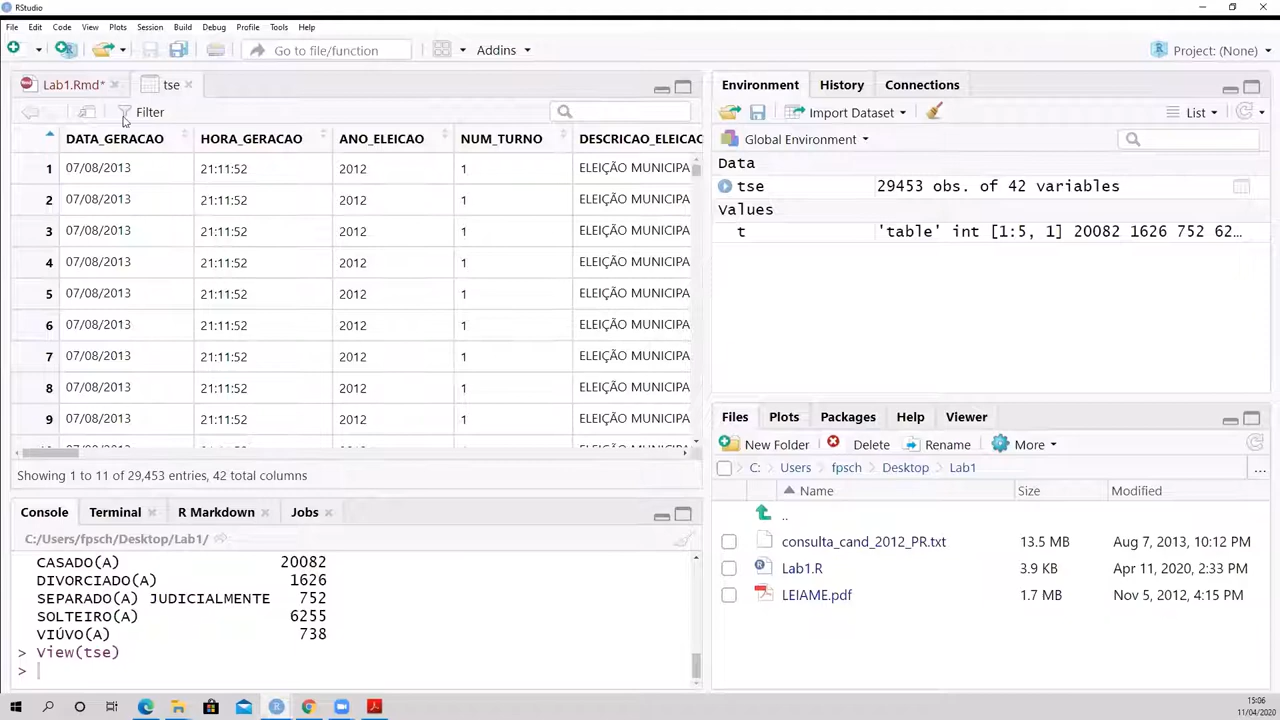 RStudio
File Edit Code View Plots Session Build Debug Profile Tools Help
Go to file/function Addins Project: (None)
Lab1.Rmd* tse
Filter
DATA_GERACAO HORA_GERACAO ANO_ELEICAO NUM_TURNO DESCRICAO_ELEICAC
1 07/08/2013 21:11:52 2012 1 ELEIÇÃO MUNICIPA
2 07/08/2013 21:11:52 2012 1 ELEIÇÃO MUNICIPA
3 07/08/2013 21:11:52 2012 1 ELEIÇÃO MUNICIPA
4 07/08/2013 21:11:52 2012 1 ELEIÇÃO MUNICIPA
5 07/08/2013 21:11:52 2012 1 ELEIÇÃO MUNICIPA
6 07/08/2013 21:11:52 2012 1 ELEIÇÃO MUNICIPA
7 07/08/2013 21:11:52 2012 1 ELEIÇÃO MUNICIPA
8 07/08/2013 21:11:52 2012 1 ELEIÇÃO MUNICIPA
9 07/08/2013 21:11:52 2012 1 ELEIÇÃO MUNICIPA
Showing 1 to 11 of 29,453 entries, 42 total columns
Console Terminal R Markdown Jobs
C:/Users/fpsch/Desktop/Lab1/
CASADO(A) 20082
DIVORCIADO(A) 1626
SEPARADO(A) JUDICIALMENTE 752
SOLTEIRO(A) 6255
VIÚVO(A) 738
> View(tse)
>
Environment History Connections
Import Dataset List
Global Environment
Data
tse 29453 obs. of 42 variables
Values
t 'table' int [1:5, 1] 20082 1626 752 62…
Files Plots Packages Help Viewer
New Folder Delete Rename More
C: Users fpsch Desktop Lab1 ...
Name Size Modified
..
consulta_cand_2012_PR.txt 13.5 MB Aug 7, 2013, 10:12 PM
Lab1.R 3.9 KB Apr 11, 2020, 2:33 PM
LEIAME.pdf 1.7 MB Nov 5, 2012, 4:15 PM
15:06
11/04/2020